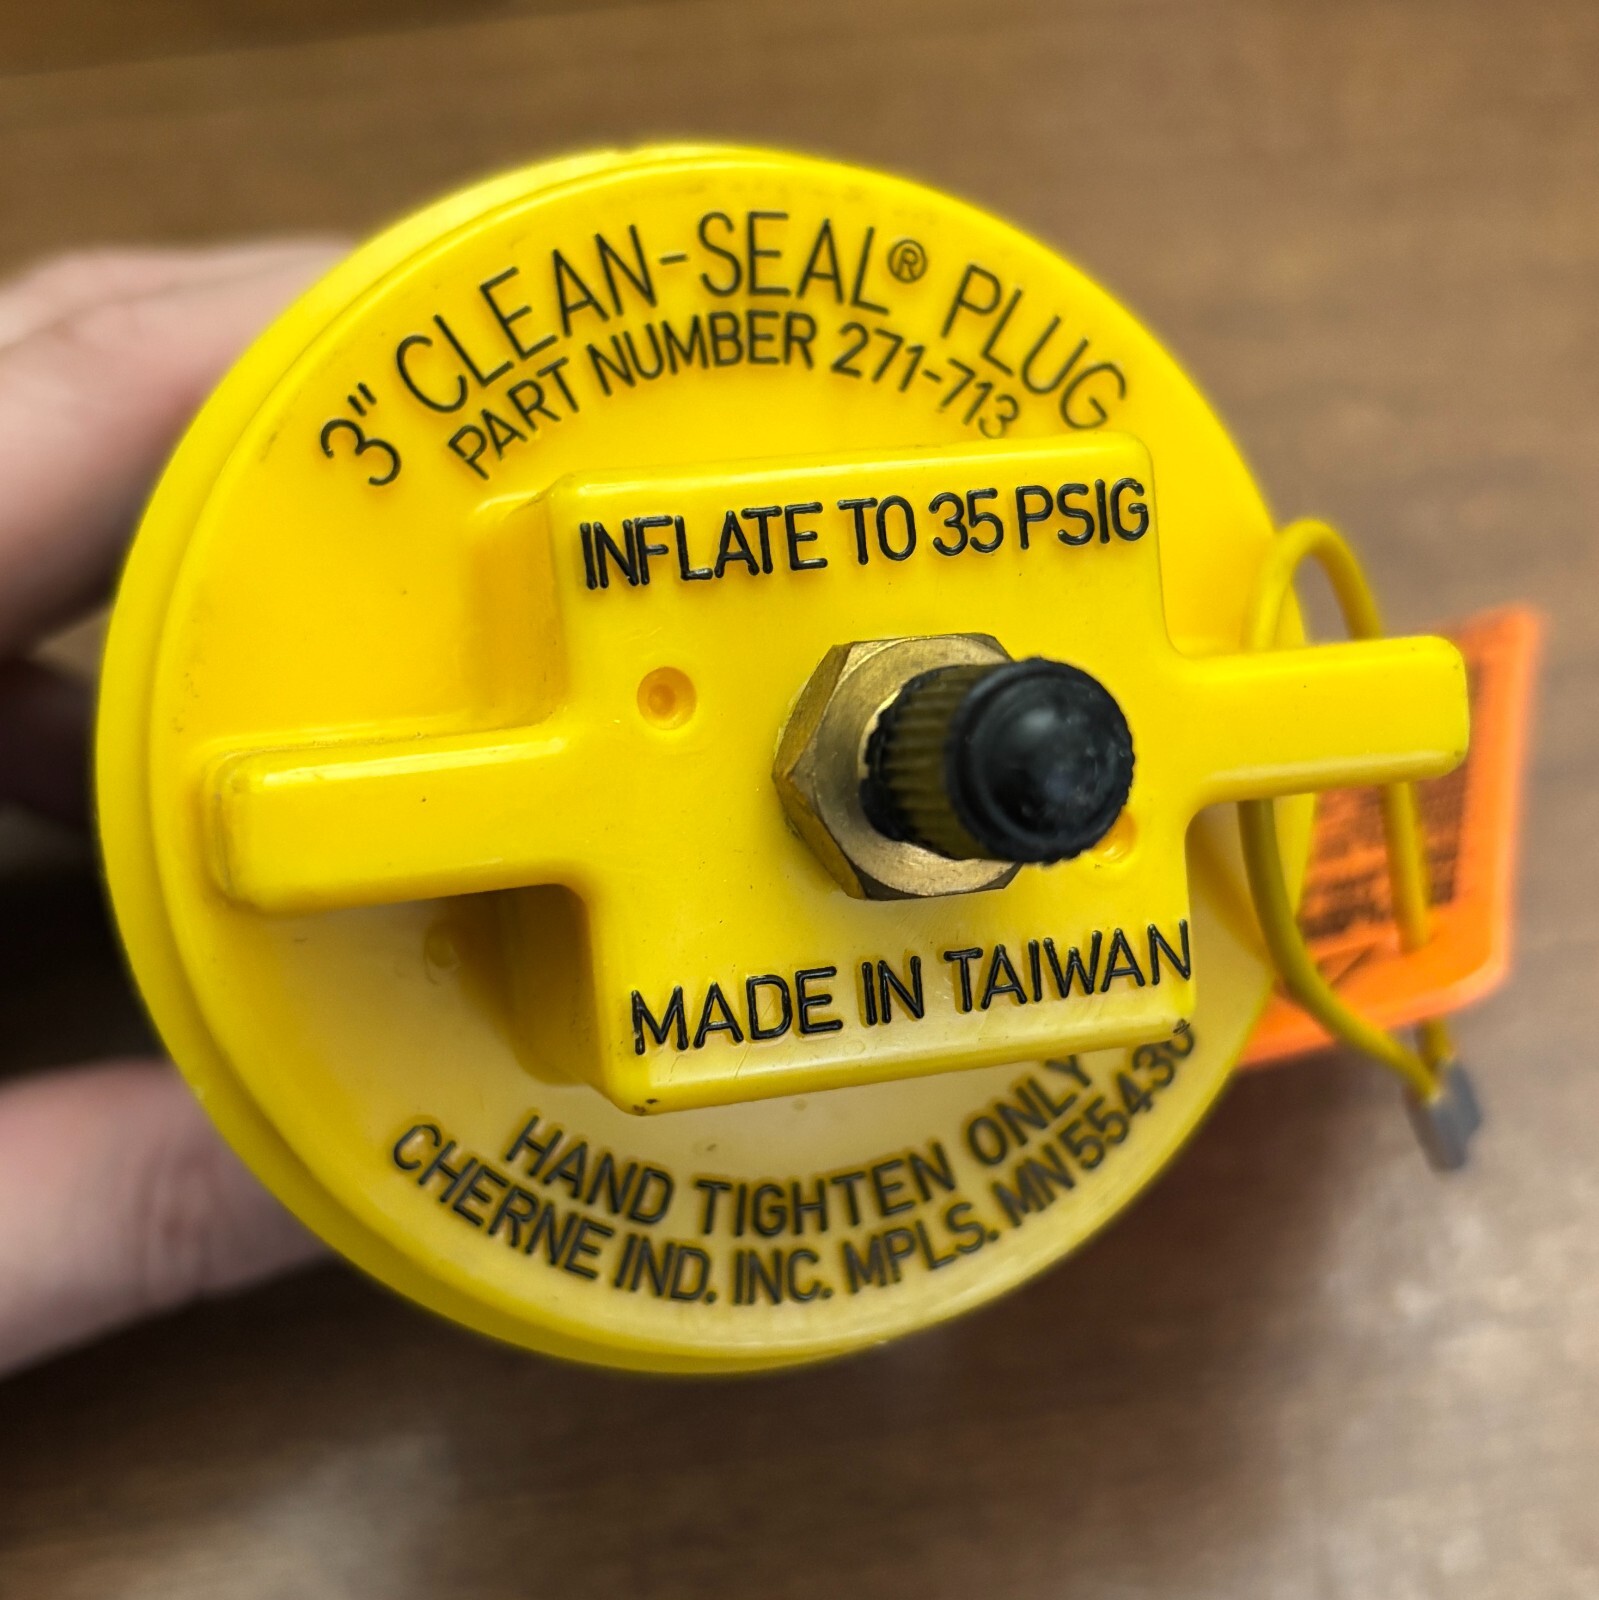 3" CLEAN-SEAL® PLUG
PART NUMBER 271-713
INFLATE TO 35 PSIG
MADE IN TAIWAN
HAND TIGHTEN ONLY
CHERNE IND. INC. MPLS. MN